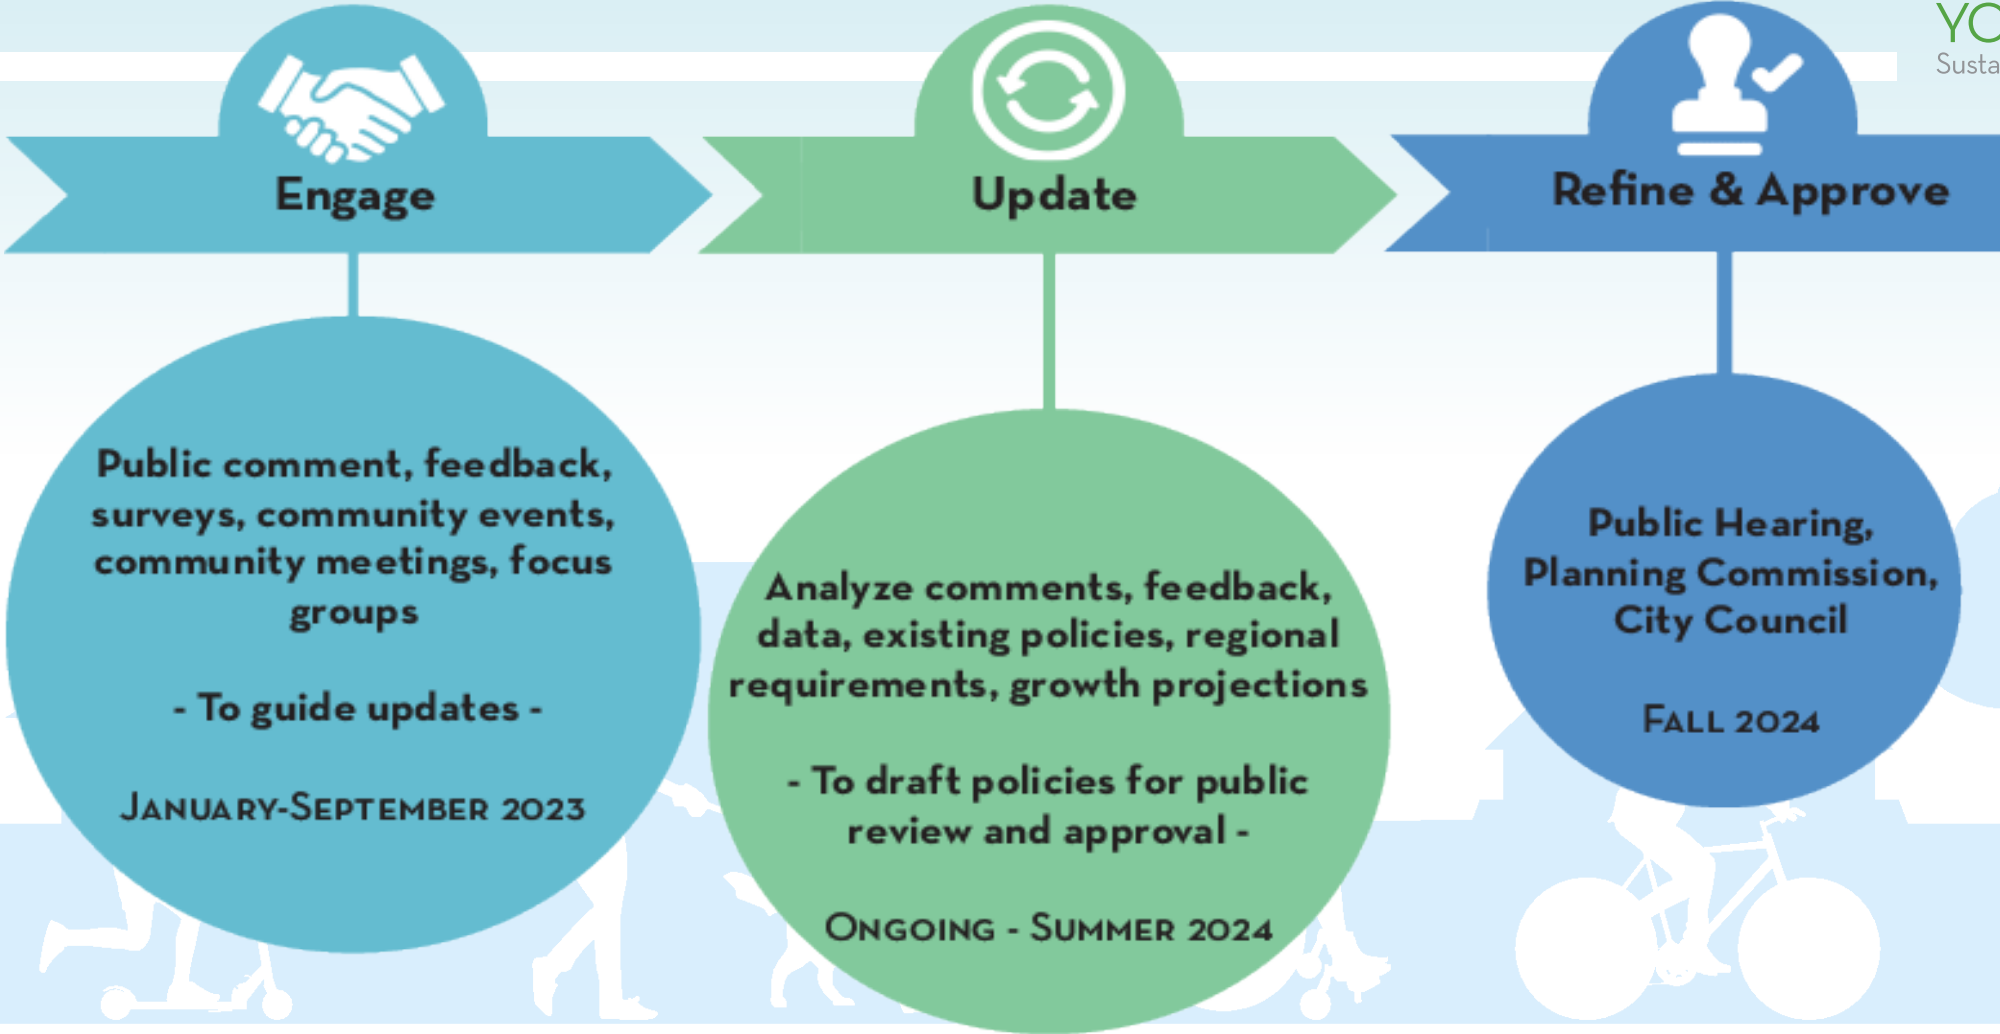 YO
Susta
Engage
Update
Refine & Approve
Public comment, feedback,
surveys, community events,
community meetings, focus
groups
- To guide updates -
JANUARY-SEPTEMBER 2023
Analyze comments, feedback,
data, existing policies, regional
requirements, growth projections
- To draft policies for public
review and approval -
ONGOING - SUMMER 2024
Public Hearing,
Planning Commission,
City Council
FALL 2024